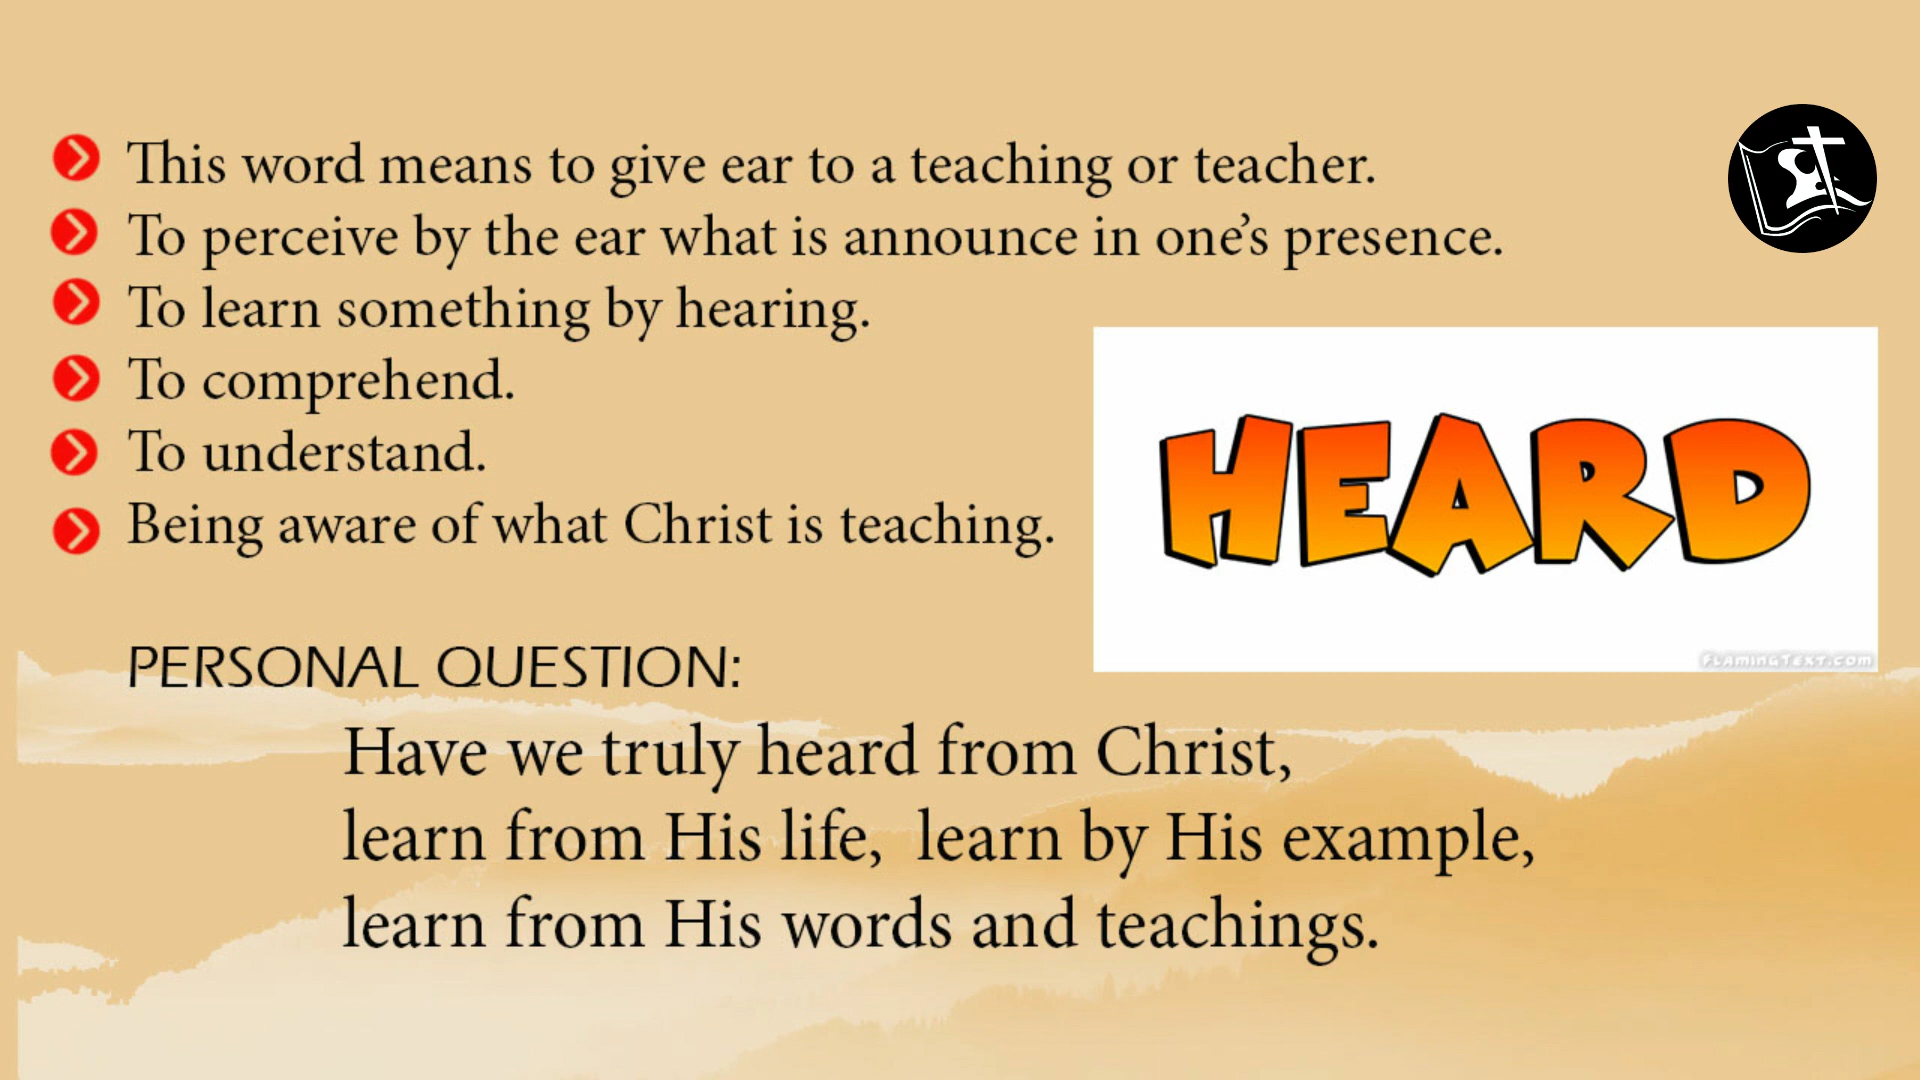 This word means to give ear to a teaching or teacher.
To perceive by the ear what is announce in one’s presence.
To learn something by hearing.
To comprehend.
To understand.
Being aware of what Christ is teaching.
HEARD
FLAMINGTEXT.COM
PERSONAL QUESTION:
Have we truly heard from Christ,
learn from His life, learn by His example,
learn from His words and teachings.